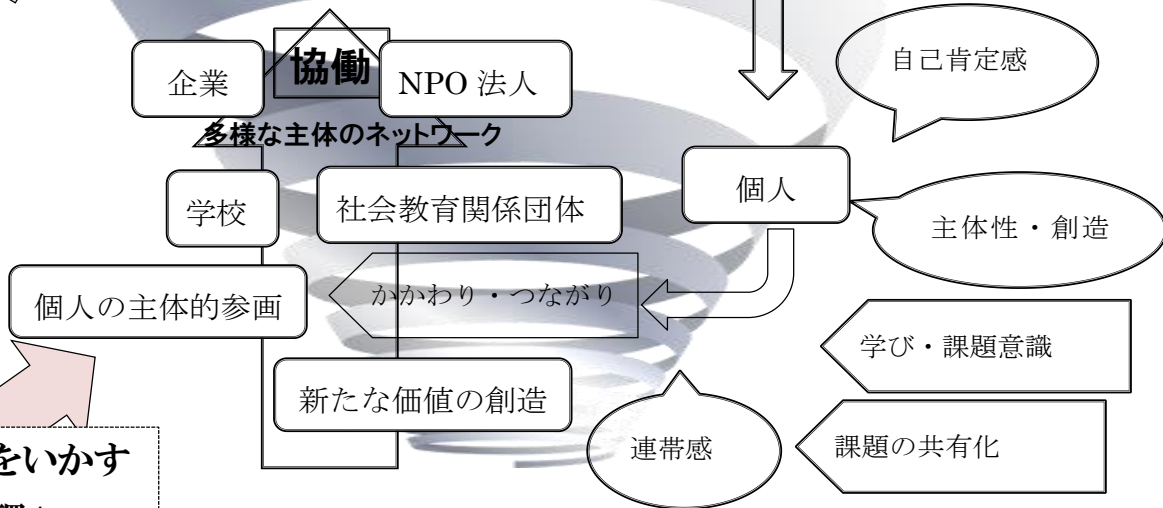 自己肯定感
企業
協働
NPO 法人
多様な主体のネットワーク
個人
学校
社会教育関係団体
主体性・創造
かかわり・つながり
個人の主体的参画
学び・課題意識
新たな価値の創造
連帯感
課題の共有化
をいかす